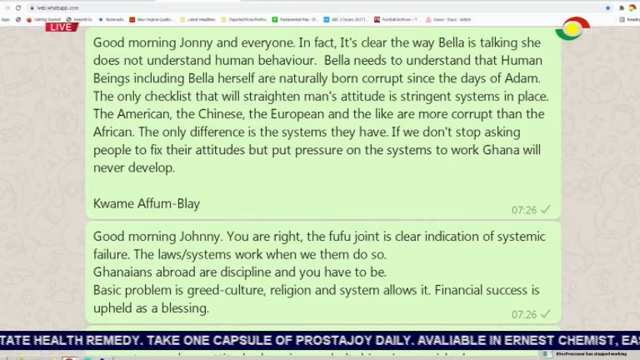 web.whatsapp.com
Apps
Getting Started
Latest Headlines
LIVE
Good morning Jonny and everyone. In fact, It's clear the way Bella is talking she
does not understand human behaviour.  Bella needs to understand that Human
Beings including Bella herself are naturally born corrupt since the days of Adam.
The only checklist that will straighten man's attitude is stringent systems in place.
The American, the Chinese, the European and the like are more corrupt than the
African. The only difference is the systems they have. If we don't stop asking
people to fix their attitudes but put pressure on the systems to work Ghana will
never develop.
Kwame Affum-Blay
07:26
Good morning Johnny. You are right, the fufu joint is clear indication of systemic
failure. The laws/systems work when we them do so.
Ghanaians abroad are discipline and you have to be.
Basic problem is greed-culture, religion and system allows it. Financial success is
upheld as a blessing.
07:26
TATE HEALTH REMEDY. TAKE ONE CAPSULE OF PROSTAJOY DAILY. AVALIABLE IN ERNEST CHEMIST, EA